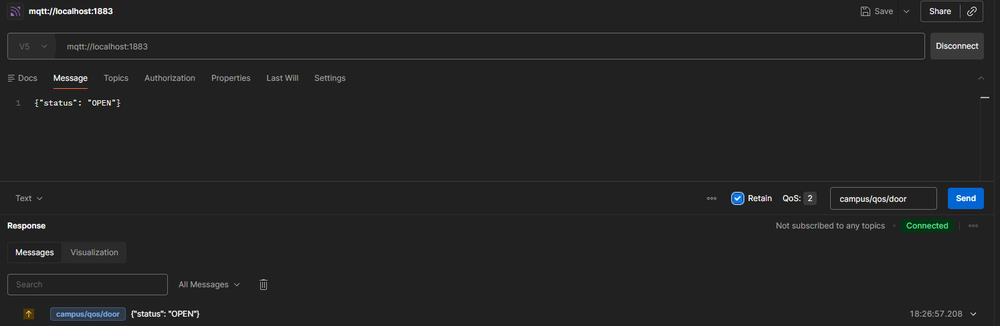 mqtt://localhost:1883 Save Share
V5 mqtt://localhost:1883 Disconnect
Docs Message Topics Authorization Properties Last Will Settings
1 {"status": "OPEN"}
Text Retain QoS: 2 campus/qos/door Send
Response Not subscribed to any topics Connected
Messages Visualization
Search All Messages
campus/qos/door {"status": "OPEN"} 18:26:57.208